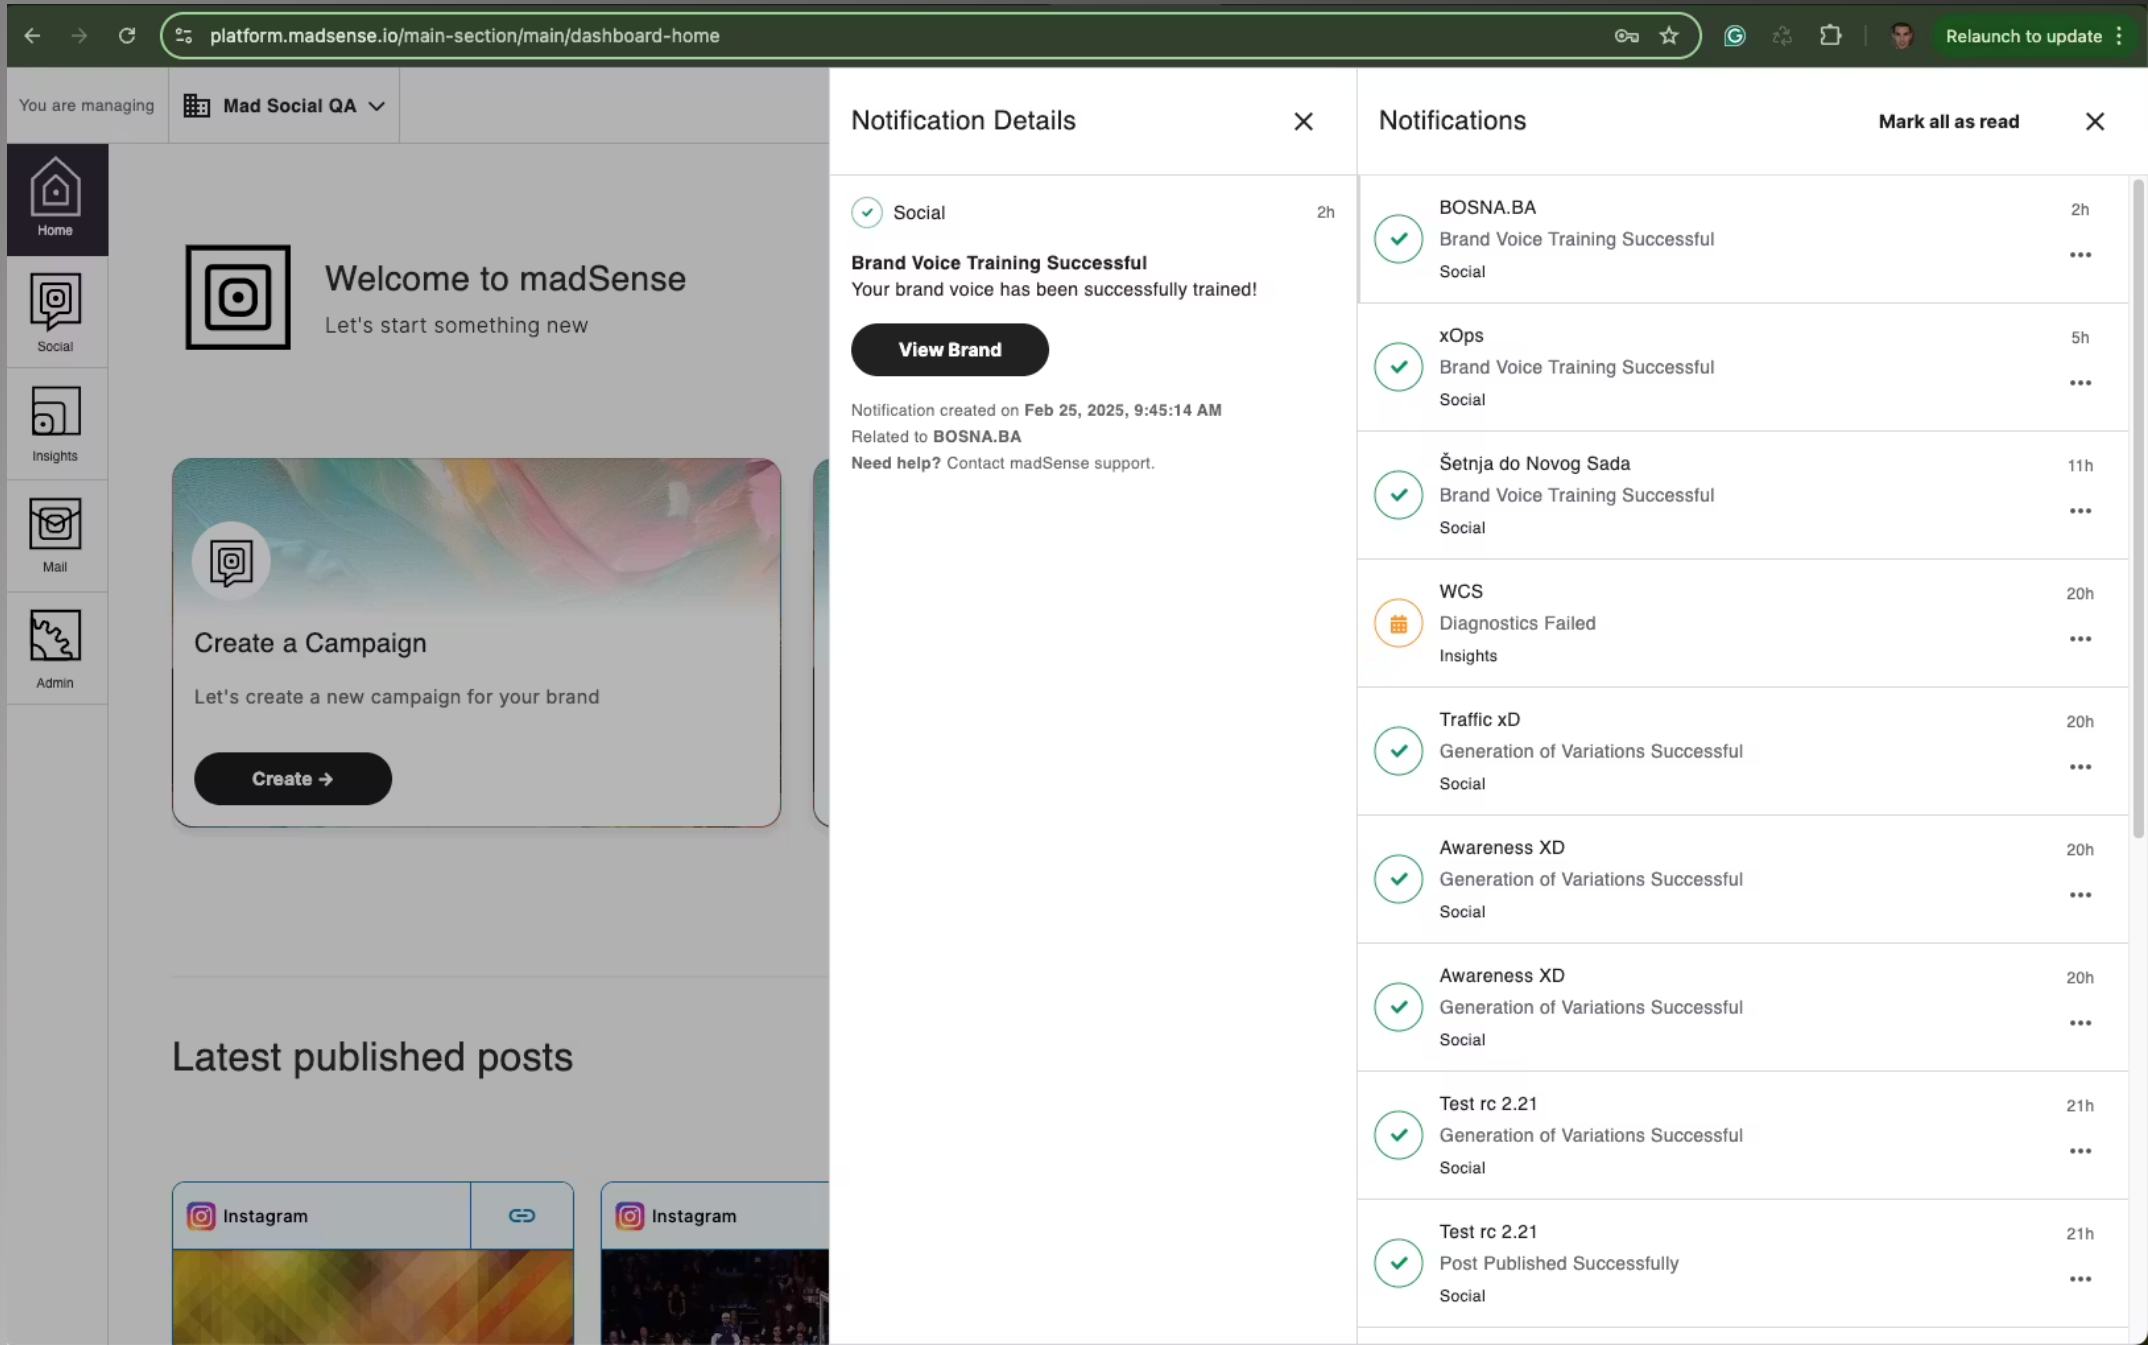 platform.madsense.io/main-section/main/dashboard-home
Relaunch to update
You are managing
Mad Social QA
Home
Social
Insights
Mail
Admin
Welcome to madSense
Let's start something new
Create a Campaign
Let's create a new campaign for your brand
Create →
Latest published posts
Instagram
Instagram
Notification Details
Social
2h
Brand Voice Training Successful
Your brand voice has been successfully trained!
View Brand
Notification created on Feb 25, 2025, 9:45:14 AM
Related to BOSNA.BA
Need help? Contact madSense support.
Notifications
Mark all as read
BOSNA.BA
2h
Brand Voice Training Successful
Social
xOps
5h
Brand Voice Training Successful
Social
Šetnja do Novog Sada
11h
Brand Voice Training Successful
Social
WCS
20h
Diagnostics Failed
Insights
Traffic xD
20h
Generation of Variations Successful
Social
Awareness XD
20h
Generation of Variations Successful
Social
Awareness XD
20h
Generation of Variations Successful
Social
Test rc 2.21
21h
Generation of Variations Successful
Social
Test rc 2.21
21h
Post Published Successfully
Social